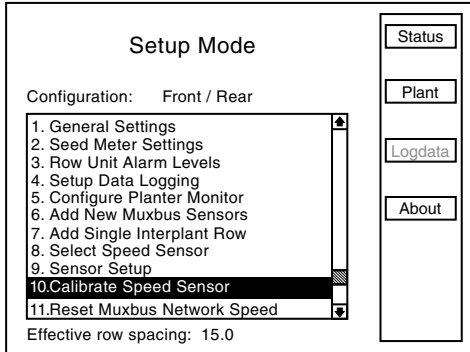 Setup Mode
Configuration: Front / Rear
1. General Settings
2. Seed Meter Settings
3. Row Unit Alarm Levels
4. Setup Data Logging
5. Configure Planter Monitor
6. Add New Muxbus Sensors
7. Add Single Interplant Row
8. Select Speed Sensor
9. Sensor Setup
10.Calibrate Speed Sensor
11.Reset Muxbus Network Speed
Effective row spacing: 15.0
Status
Plant
Logdata
About